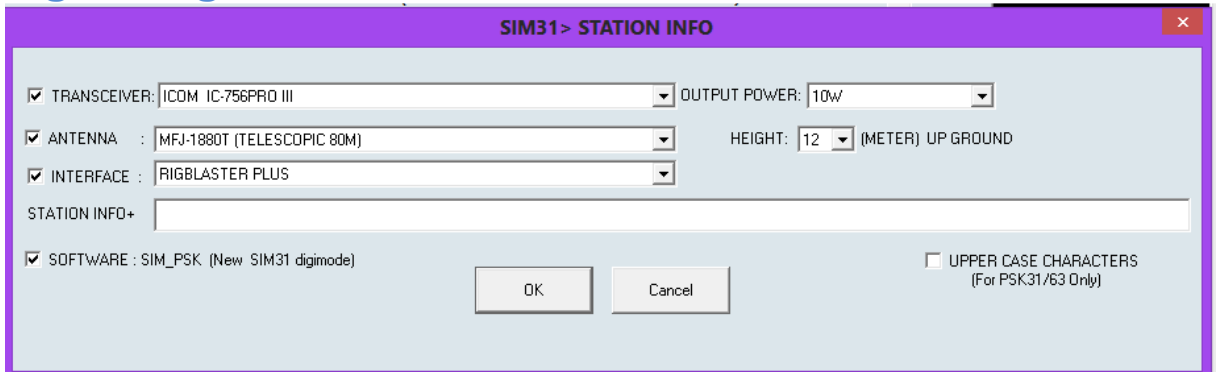 SIM31> STATION INFO
TRANSCEIVER: ICOM IC-756PRO III OUTPUT POWER: 10W
ANTENNA : MFJ-1880T (TELESCOPIC 80M) HEIGHT: 12 (METER) UP GROUND
INTERFACE : RIGBLASTER PLUS
STATION INFO+
SOFTWARE : SIM_PSK (New SIM31 digimode) UPPER CASE CHARACTERS
(For PSK31/63 Only)
OK Cancel